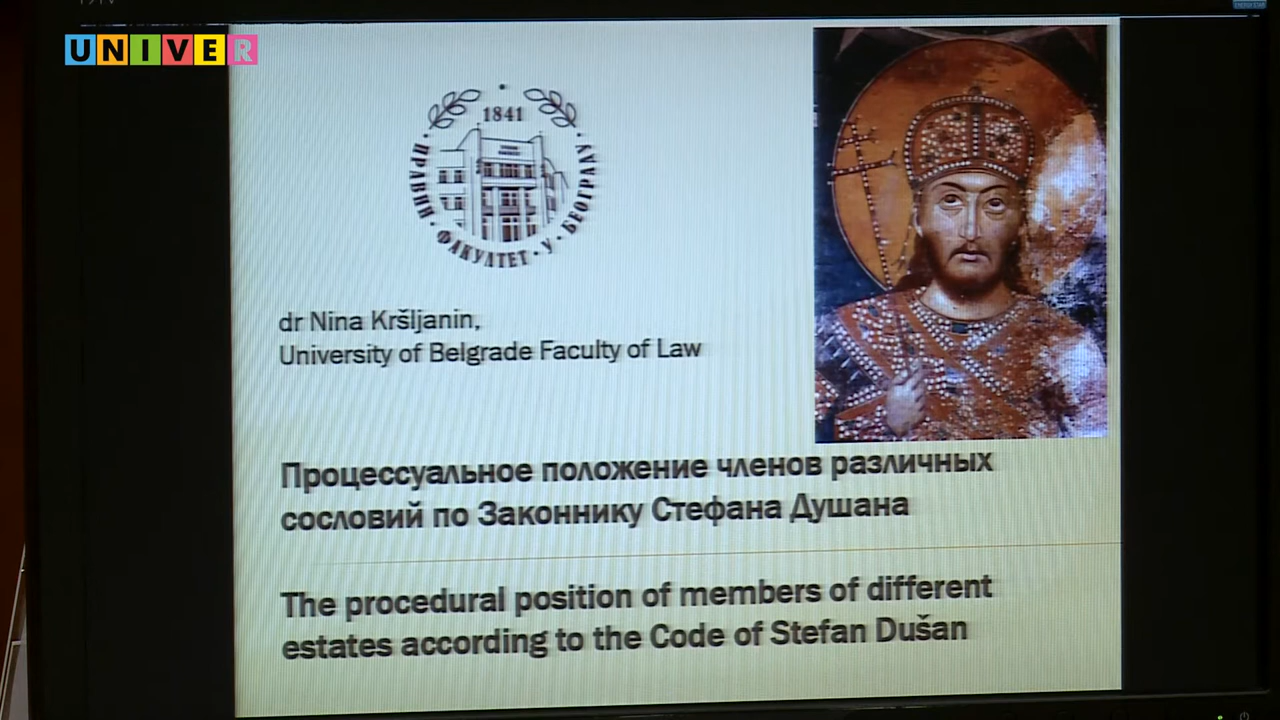 UNIVER
1841
ПРАВНИ • ФАКУЛТЕТ • У • БЕОГРАДУ
dr Nina Kršljanin,
University of Belgrade Faculty of Law
Процессуальное положение членов различных
сословий по Законнику Стефана Душана
The procedural position of members of different
estates according to the Code of Stefan Dušan